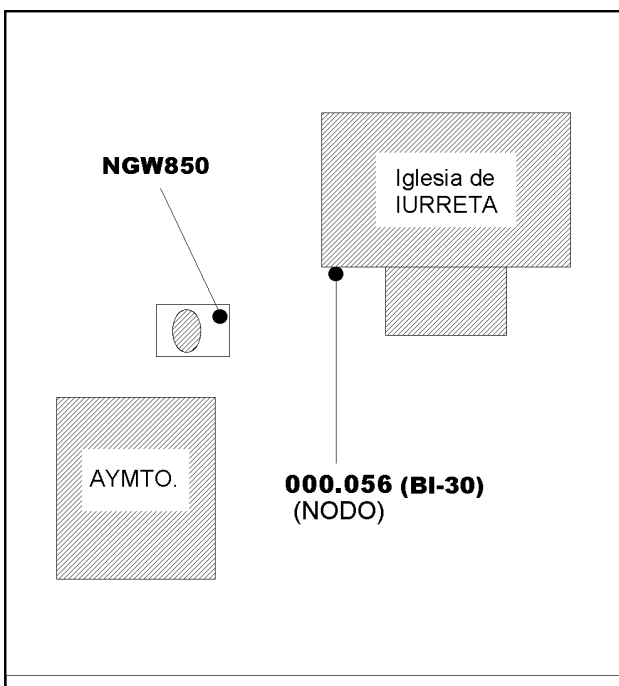 NGW850
Iglesia de
IURRETA
AYMTO.
000.056 (BI-30)
(NODO)